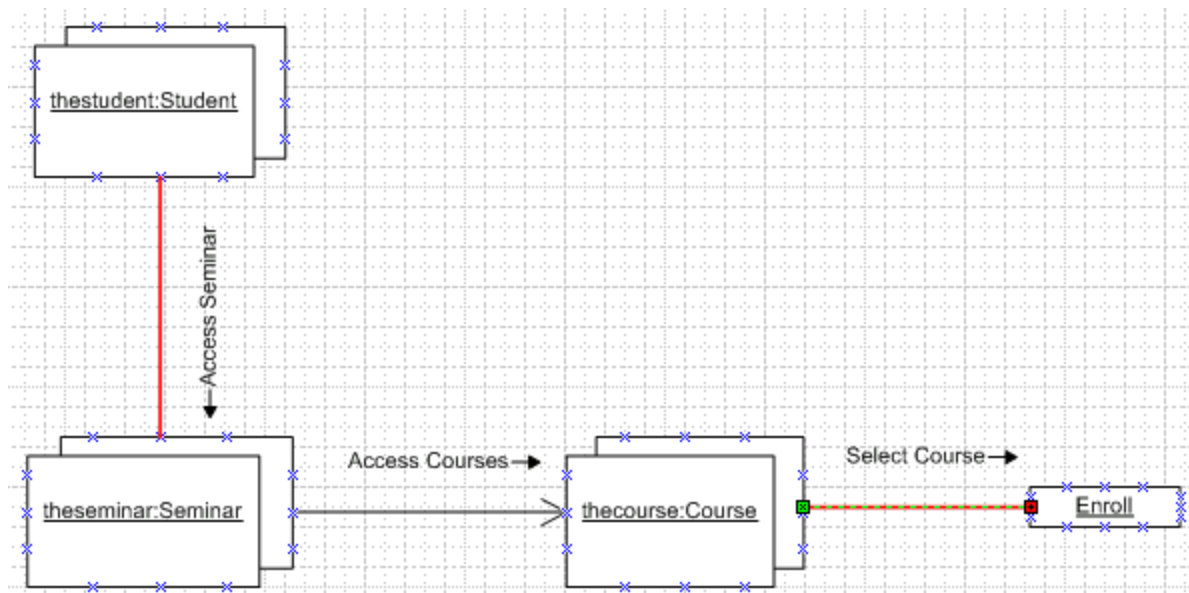 thestudent:Student
Access Seminar
Access Courses
Select Course
theseminar:Seminar
thecourse:Course
Enroll